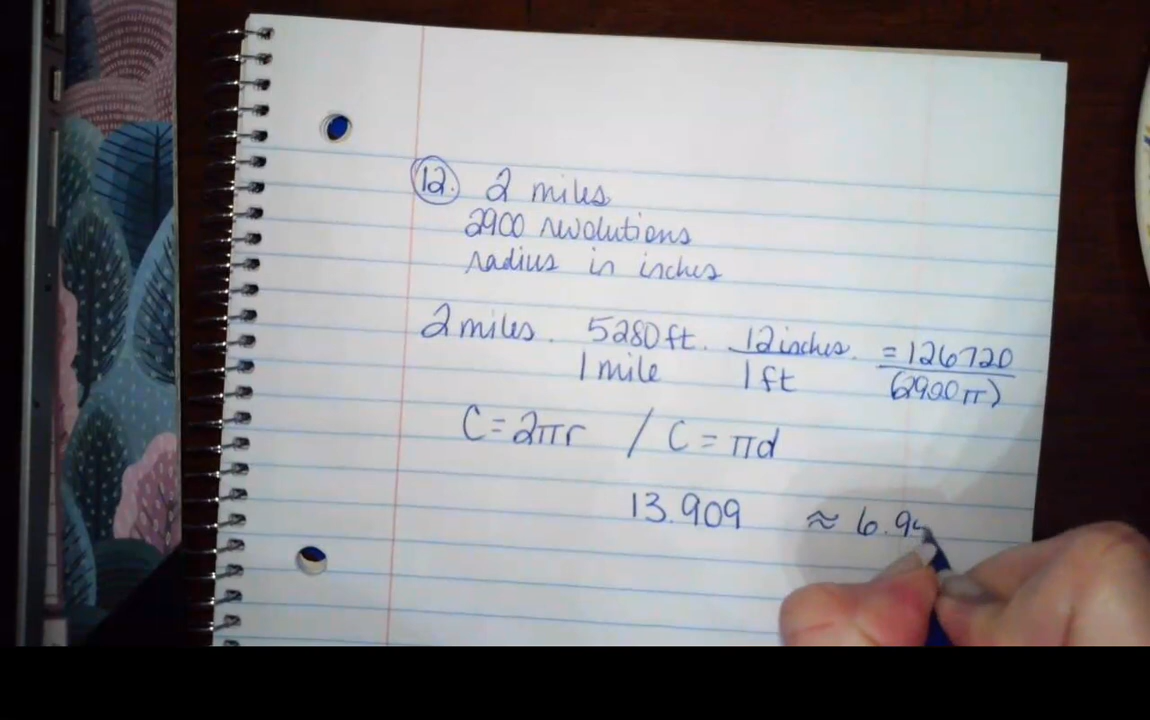 12. 2 miles
2900 revolutions
radius in inches
2 miles . 5280 ft . 12 inches . = 126720
1 mile 1 ft (2900π)
C = 2πr / C = πd
13.909 ≈ 6.9